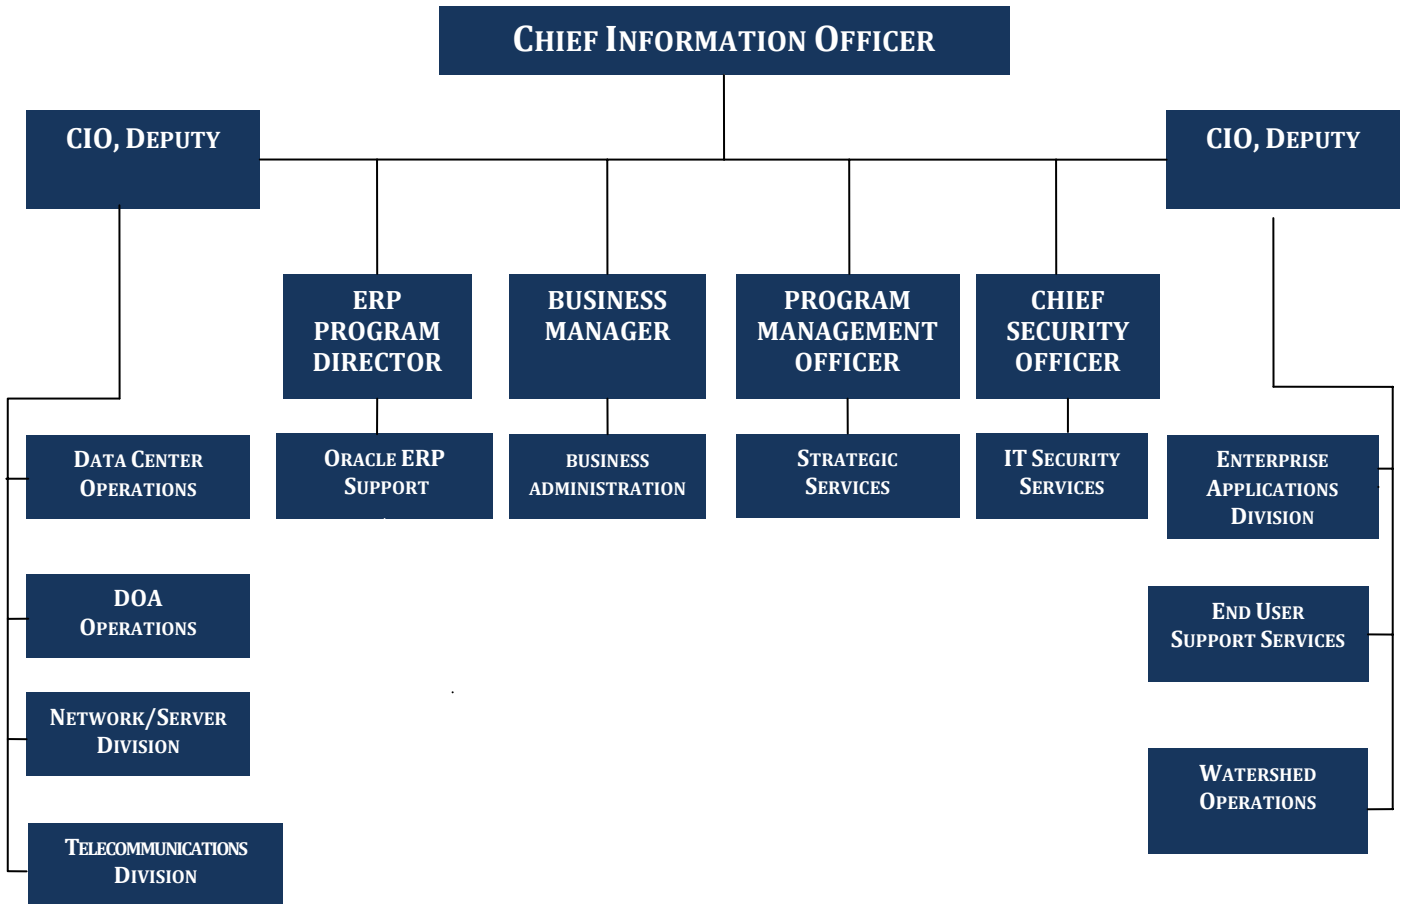 CHIEF INFORMATION OFFICER
CIO, DEPUTY
CIO, DEPUTY
ERP
PROGRAM
DIRECTOR
BUSINESS
MANAGER
PROGRAM
MANAGEMENT
OFFICER
CHIEF
SECURITY
OFFICER
DATA CENTER
OPERATIONS
ORACLE ERP
SUPPORT
BUSINESS
ADMINISTRATION
STRATEGIC
SERVICES
IT SECURITY
SERVICES
ENTERPRISE
APPLICATIONS
DIVISION
DOA
OPERATIONS
END USER
SUPPORT SERVICES
NETWORK/SERVER
DIVISION
WATERSHED
OPERATIONS
TELECOMMUNICATIONS
DIVISION